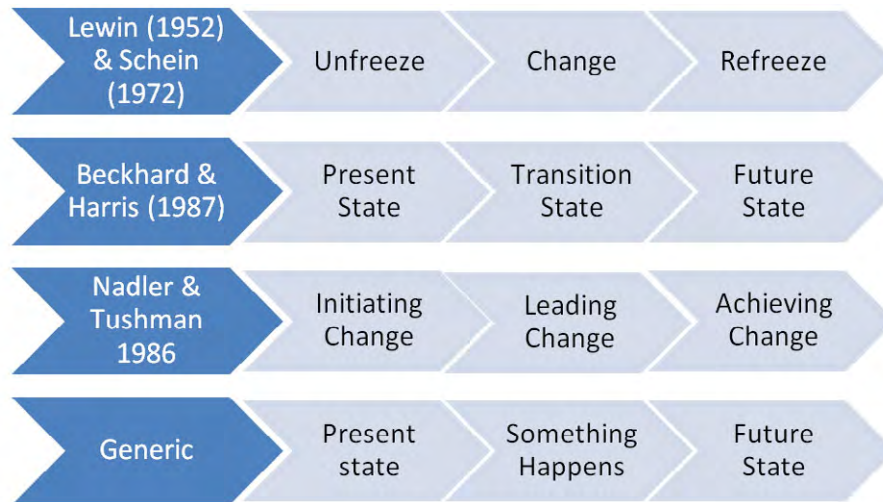 Lewin (1952)
& Schein
(1972)
Unfreeze
Change
Refreeze
Beckhard &
Harris (1987)
Present
State
Transition
State
Future
State
Nadler &
Tushman
1986
Initiating
Change
Leading
Change
Achieving
Change
Generic
Present
state
Something
Happens
Future
State